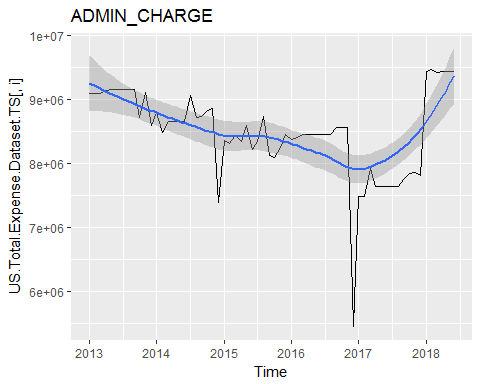 ADMIN_CHARGE
US.Total.Expense.Dataset.TS[, i]
1e+07
9e+06
8e+06
7e+06
6e+06
2013 2014 2015 2016 2017 2018
Time